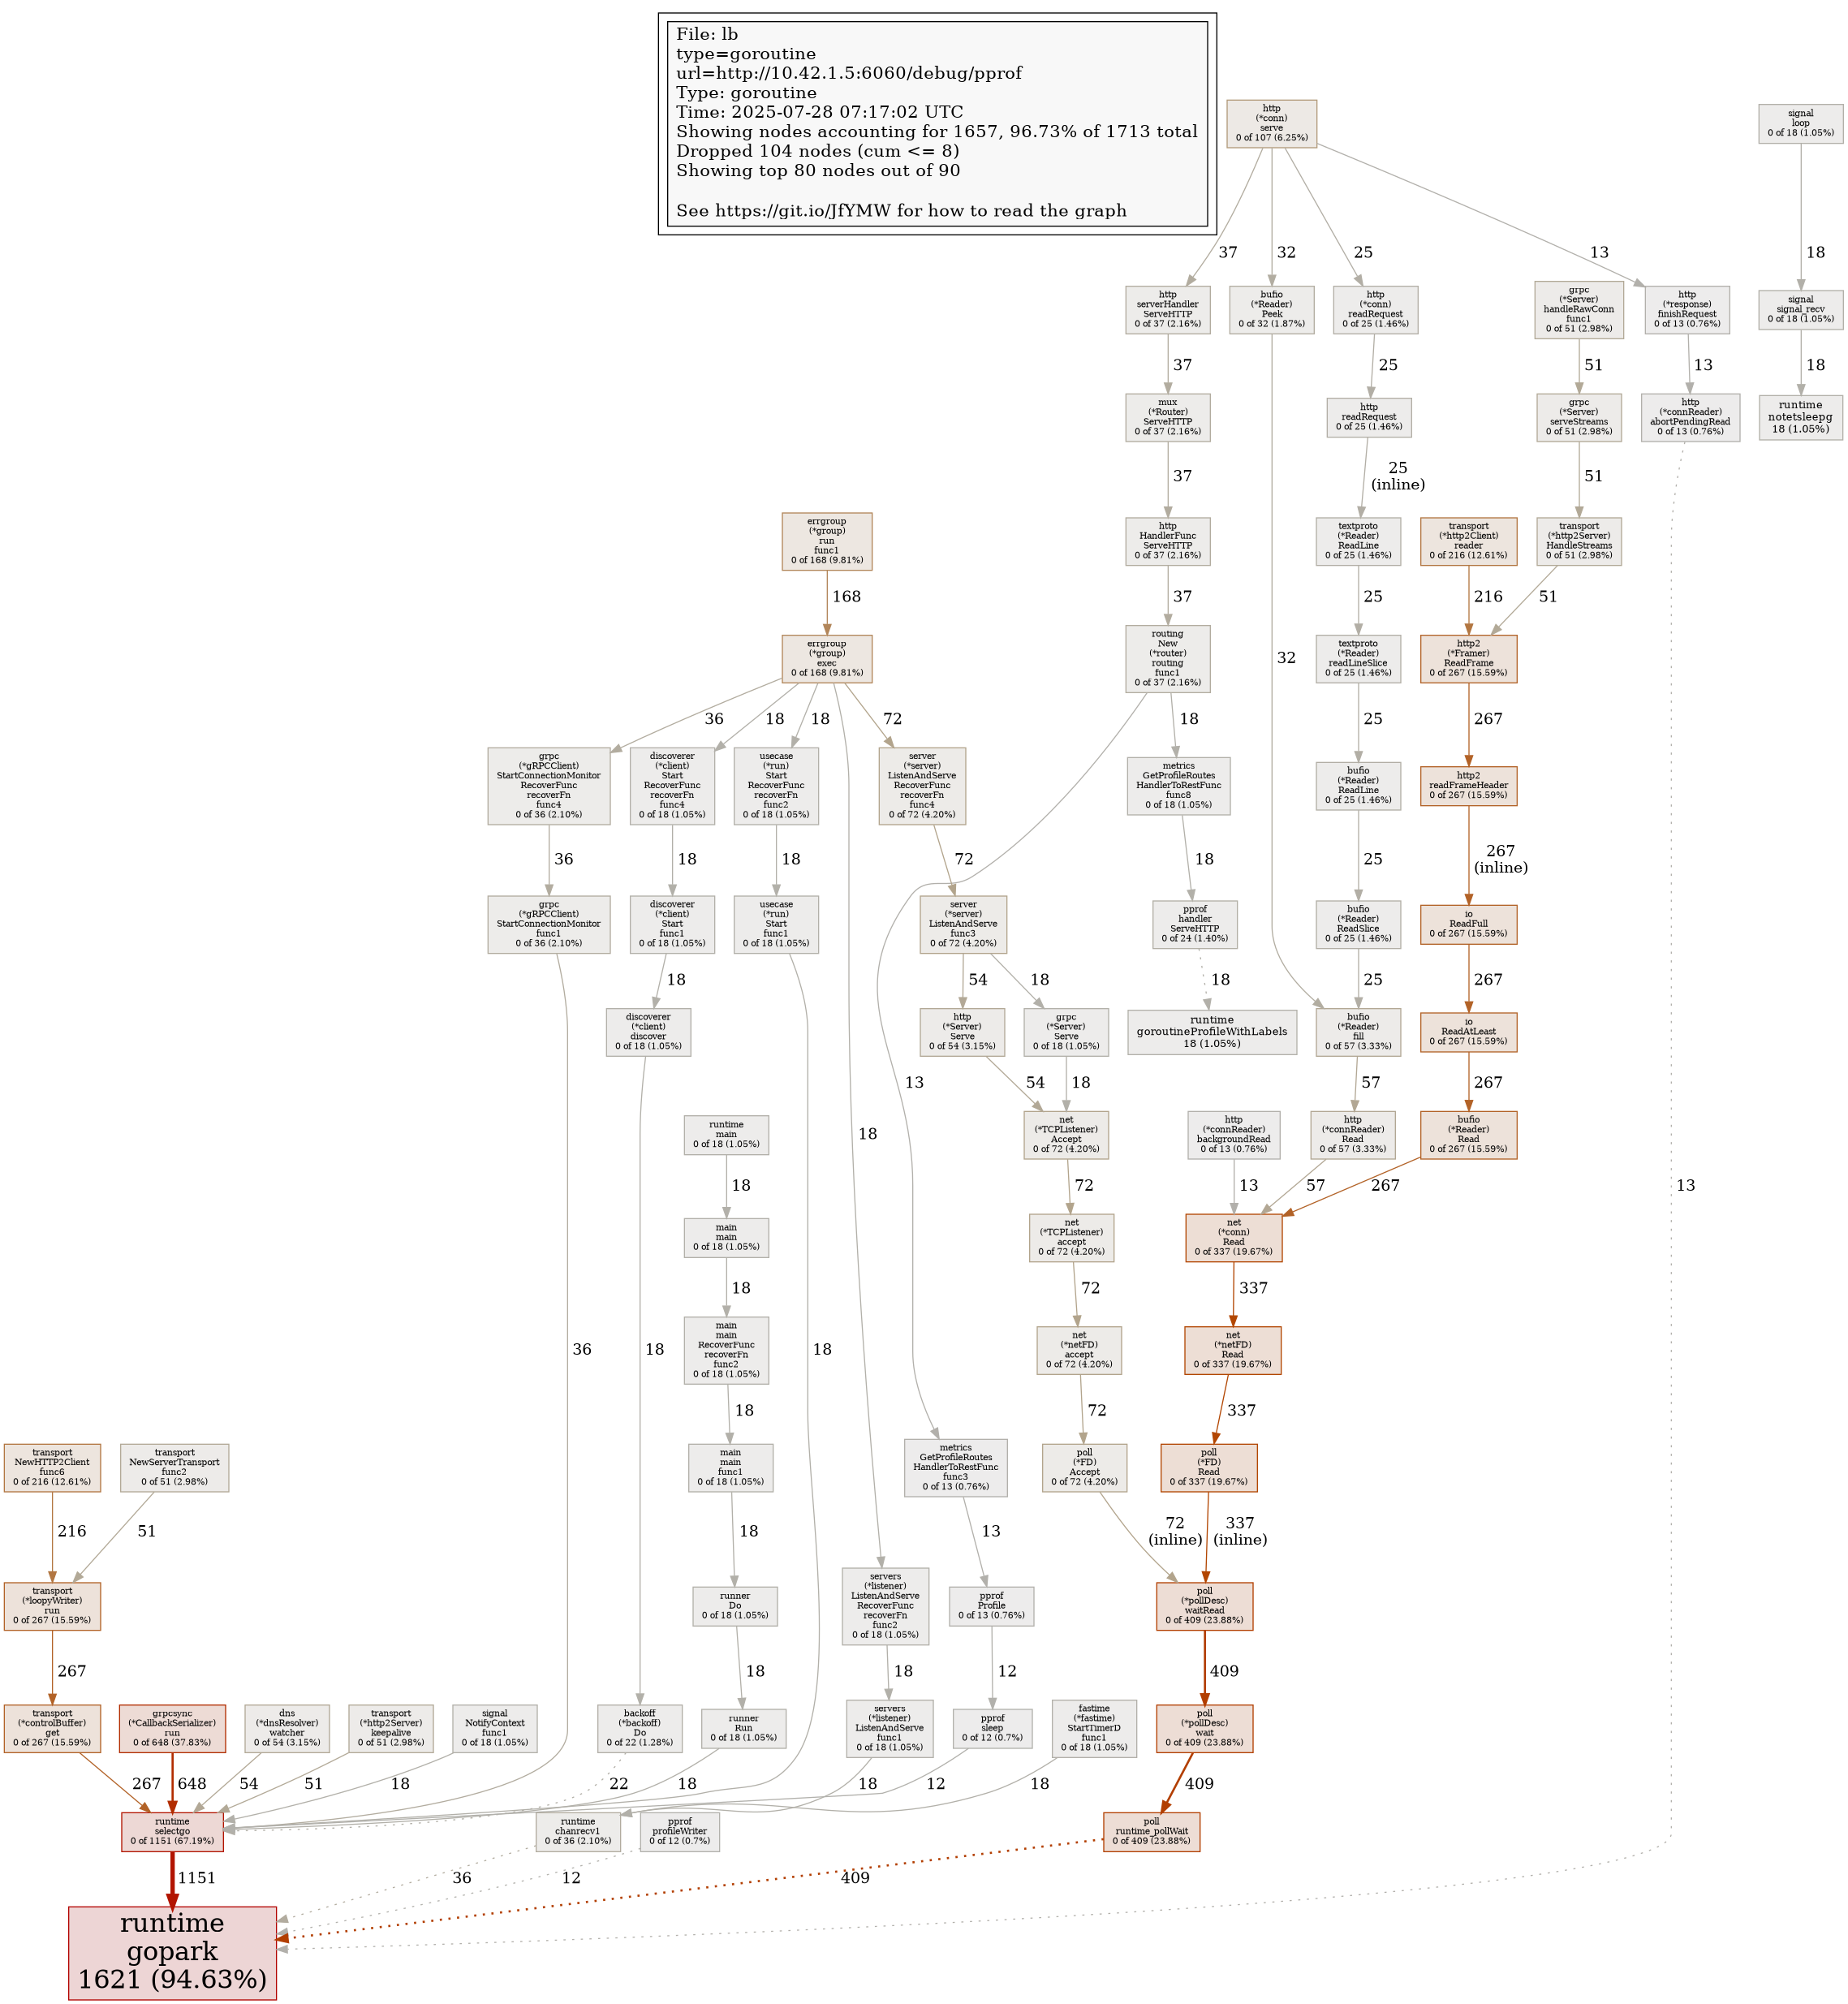 File: lb
type=goroutine
url=http://10.42.1.5:6060/debug/pprof
Type: goroutine
Time: 2025-07-28 07:17:02 UTC
Showing nodes accounting for 1657, 96.73% of 1713 total
Dropped 104 nodes (cum <= 8)
Showing top 80 nodes out of 90
See https://git.io/JfYMW for how to read the graph
http
(*conn)
serve
0 of 107 (6.25%)
signal
loop
0 of 18 (1.05%)
37
32
25
13
18
http
serverHandler
ServeHTTP
0 of 37 (2.16%)
bufio
(*Reader)
Peek
0 of 32 (1.87%)
http
(*conn)
readRequest
0 of 25 (1.46%)
grpc
(*Server)
handleRawConn
func1
0 of 51 (2.98%)
http
(*response)
finishRequest
0 of 13 (0.76%)
signal
signal_recv
0 of 18 (1.05%)
37
25
51
13
18
mux
(*Router)
ServeHTTP
0 of 37 (2.16%)
http
readRequest
0 of 25 (1.46%)
grpc
(*Server)
serveStreams
0 of 51 (2.98%)
http
(*connReader)
abortPendingRead
0 of 13 (0.76%)
runtime
notetsleepg
18 (1.05%)
37
25
(inline)
51
errgroup
(*group)
run
func1
0 of 168 (9.81%)
http
HandlerFunc
ServeHTTP
0 of 37 (2.16%)
textproto
(*Reader)
ReadLine
0 of 25 (1.46%)
transport
(*http2Client)
reader
0 of 216 (12.61%)
transport
(*http2Server)
HandleStreams
0 of 51 (2.98%)
168
37
25
216
51
errgroup
(*group)
exec
0 of 168 (9.81%)
routing
New
(*router)
routing
func1
0 of 37 (2.16%)
textproto
(*Reader)
readLineSlice
0 of 25 (1.46%)
http2
(*Framer)
ReadFrame
0 of 267 (15.59%)
32
36
18
18
72
18
25
267
grpc
(*gRPCClient)
StartConnectionMonitor
RecoverFunc
recoverFn
func4
0 of 36 (2.10%)
discoverer
(*client)
Start
RecoverFunc
recoverFn
func4
0 of 18 (1.05%)
usecase
(*run)
Start
RecoverFunc
recoverFn
func2
0 of 18 (1.05%)
server
(*server)
ListenAndServe
RecoverFunc
recoverFn
func4
0 of 72 (4.20%)
metrics
GetProfileRoutes
HandlerToRestFunc
func8
0 of 18 (1.05%)
bufio
(*Reader)
ReadLine
0 of 25 (1.46%)
http2
readFrameHeader
0 of 267 (15.59%)
36
18
18
72
18
25
267
(inline)
grpc
(*gRPCClient)
StartConnectionMonitor
func1
0 of 36 (2.10%)
discoverer
(*client)
Start
func1
0 of 18 (1.05%)
usecase
(*run)
Start
func1
0 of 18 (1.05%)
server
(*server)
ListenAndServe
func3
0 of 72 (4.20%)
pprof
handler
ServeHTTP
0 of 24 (1.40%)
bufio
(*Reader)
ReadSlice
0 of 25 (1.46%)
io
ReadFull
0 of 267 (15.59%)
18
54
18
18
25
267
discoverer
(*client)
discover
0 of 18 (1.05%)
http
(*Server)
Serve
0 of 54 (3.15%)
grpc
(*Server)
Serve
0 of 18 (1.05%)
runtime
goroutineProfileWithLabels
18 (1.05%)
bufio
(*Reader)
fill
0 of 57 (3.33%)
io
ReadAtLeast
0 of 267 (15.59%)
13
54
18
57
267
runtime
main
0 of 18 (1.05%)
18
net
(*TCPListener)
Accept
0 of 72 (4.20%)
http
(*connReader)
backgroundRead
0 of 13 (0.76%)
http
(*connReader)
Read
0 of 57 (3.33%)
bufio
(*Reader)
Read
0 of 267 (15.59%)
18
72
13
57
267
13
main
main
0 of 18 (1.05%)
net
(*TCPListener)
accept
0 of 72 (4.20%)
net
(*conn)
Read
0 of 337 (19.67%)
18
72
337
36
18
main
main
RecoverFunc
recoverFn
func2
0 of 18 (1.05%)
18
net
(*netFD)
accept
0 of 72 (4.20%)
net
(*netFD)
Read
0 of 337 (19.67%)
18
72
337
transport
NewHTTP2Client
func6
0 of 216 (12.61%)
transport
NewServerTransport
func2
0 of 51 (2.98%)
main
main
func1
0 of 18 (1.05%)
metrics
GetProfileRoutes
HandlerToRestFunc
func3
0 of 13 (0.76%)
poll
(*FD)
Accept
0 of 72 (4.20%)
poll
(*FD)
Read
0 of 337 (19.67%)
216
51
18
13
72
(inline)
337
(inline)
transport
(*loopyWriter)
run
0 of 267 (15.59%)
runner
Do
0 of 18 (1.05%)
servers
(*listener)
ListenAndServe
RecoverFunc
recoverFn
func2
0 of 18 (1.05%)
pprof
Profile
0 of 13 (0.76%)
poll
(*pollDesc)
waitRead
0 of 409 (23.88%)
267
18
18
12
409
transport
(*controlBuffer)
get
0 of 267 (15.59%)
grpcsync
(*CallbackSerializer)
run
0 of 648 (37.83%)
dns
(*dnsResolver)
watcher
0 of 54 (3.15%)
transport
(*http2Server)
keepalive
0 of 51 (2.98%)
signal
NotifyContext
func1
0 of 18 (1.05%)
backoff
(*backoff)
Do
0 of 22 (1.28%)
runner
Run
0 of 18 (1.05%)
servers
(*listener)
ListenAndServe
func1
0 of 18 (1.05%)
pprof
sleep
0 of 12 (0.7%)
fastime
(*fastime)
StartTimerD
func1
0 of 18 (1.05%)
poll
(*pollDesc)
wait
0 of 409 (23.88%)
267
648
54
51
18
22
18
18
12
18
409
runtime
selectgo
0 of 1151 (67.19%)
runtime
chanrecv1
0 of 36 (2.10%)
pprof
profileWriter
0 of 12 (0.7%)
poll
runtime_pollWait
0 of 409 (23.88%)
1151
36
12
409
runtime
gopark
1621 (94.63%)